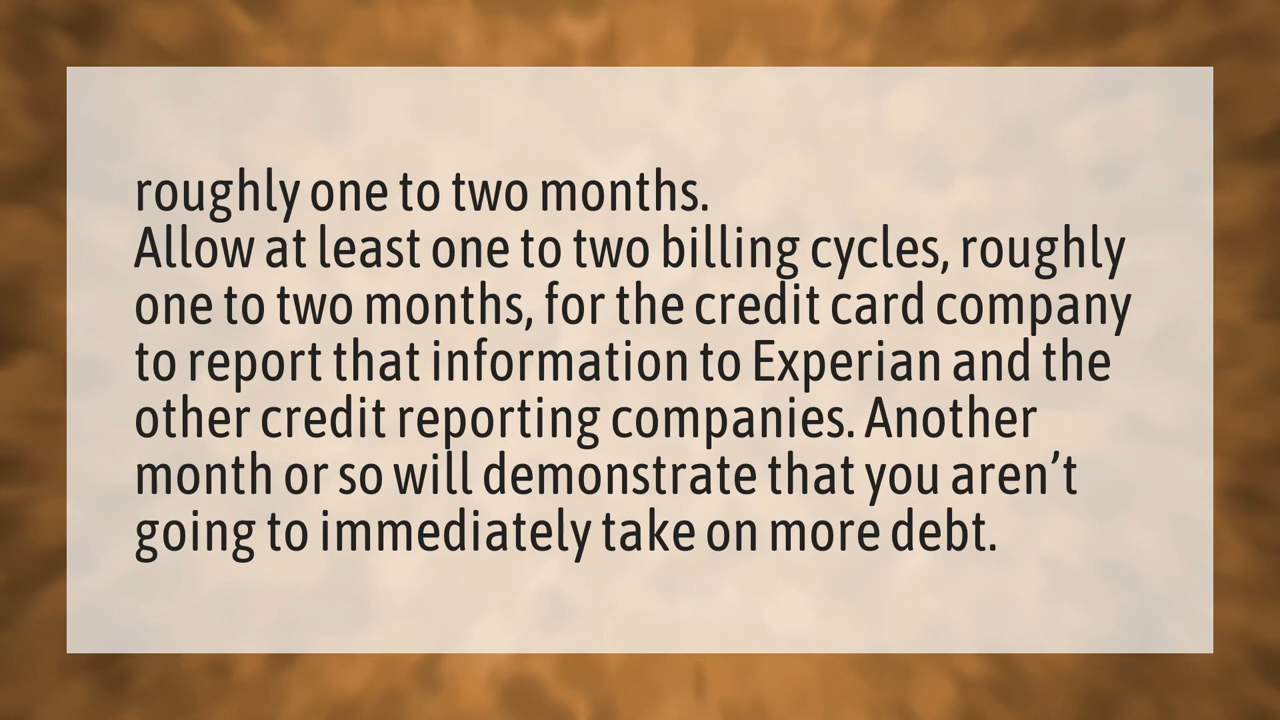 roughly one to two months.
Allow at least one to two billing cycles, roughly
one to two months, for the credit card company
to report that information to Experian and the
other credit reporting companies. Another
month or so will demonstrate that you aren’t
going to immediately take on more debt.